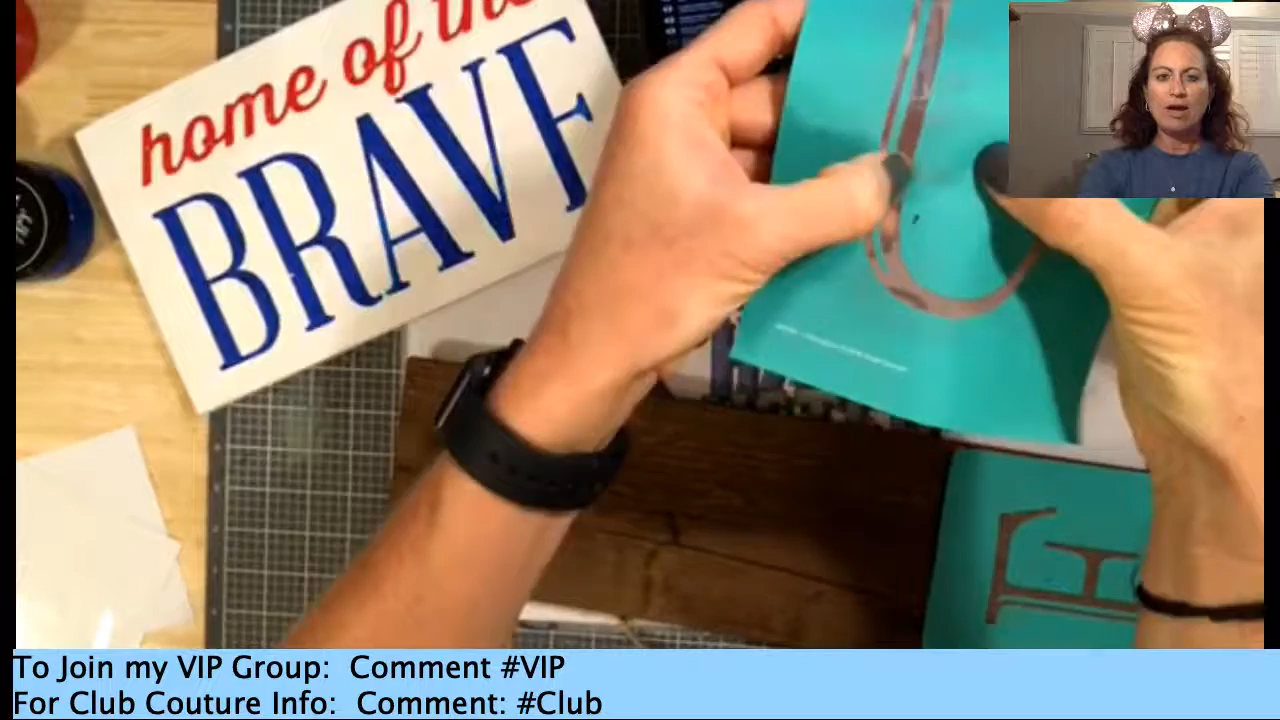 home of the
BRAVE
F
To Join my VIP Group: Comment #VIP
For Club Couture Info: Comment: #Club